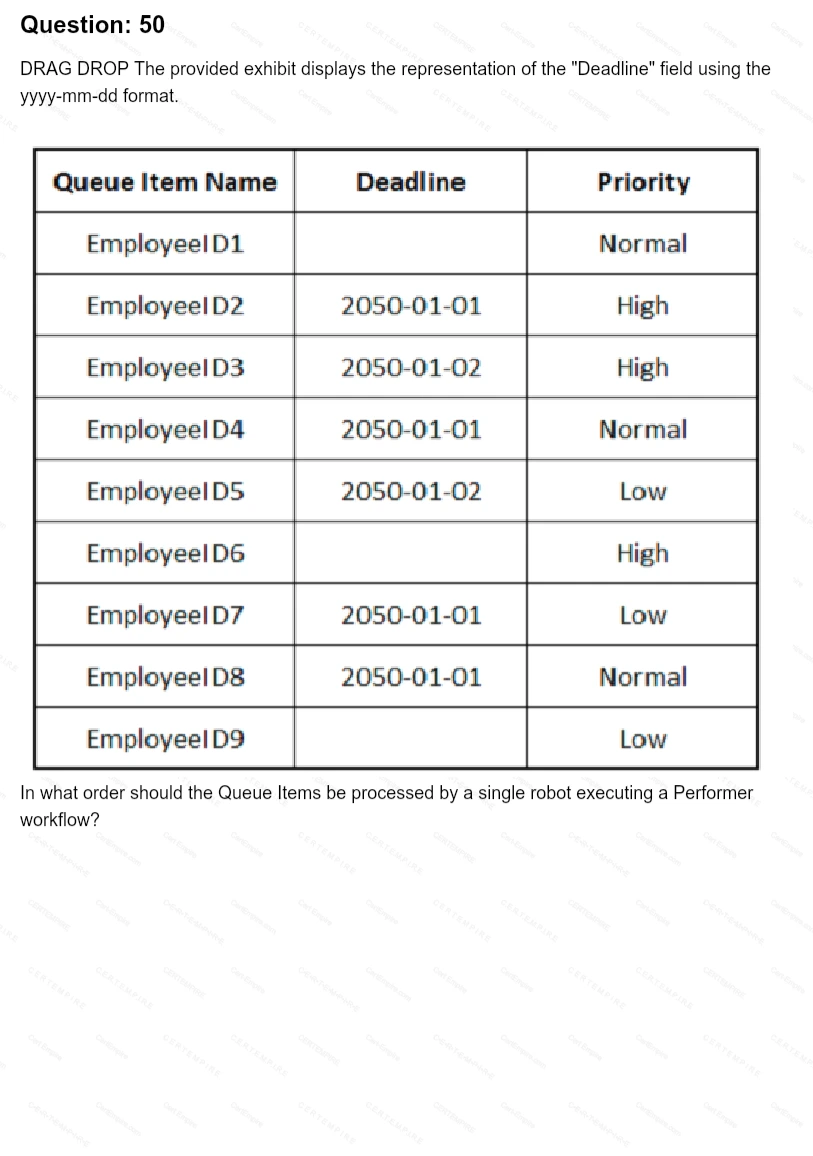 Question: 50
DRAG DROP The provided exhibit displays the representation of the "Deadline" field using the
yyyy-mm-dd format.
Queue Item Name Deadline Priority
EmployeeID1 Normal
EmployeeID2 2050-01-01 High
EmployeeID3 2050-01-02 High
EmployeeID4 2050-01-01 Normal
EmployeeID5 2050-01-02 Low
EmployeeID6 High
EmployeeID7 2050-01-01 Low
EmployeeID8 2050-01-01 Normal
EmployeeID9 Low
In what order should the Queue Items be processed by a single robot executing a Performer
workflow?